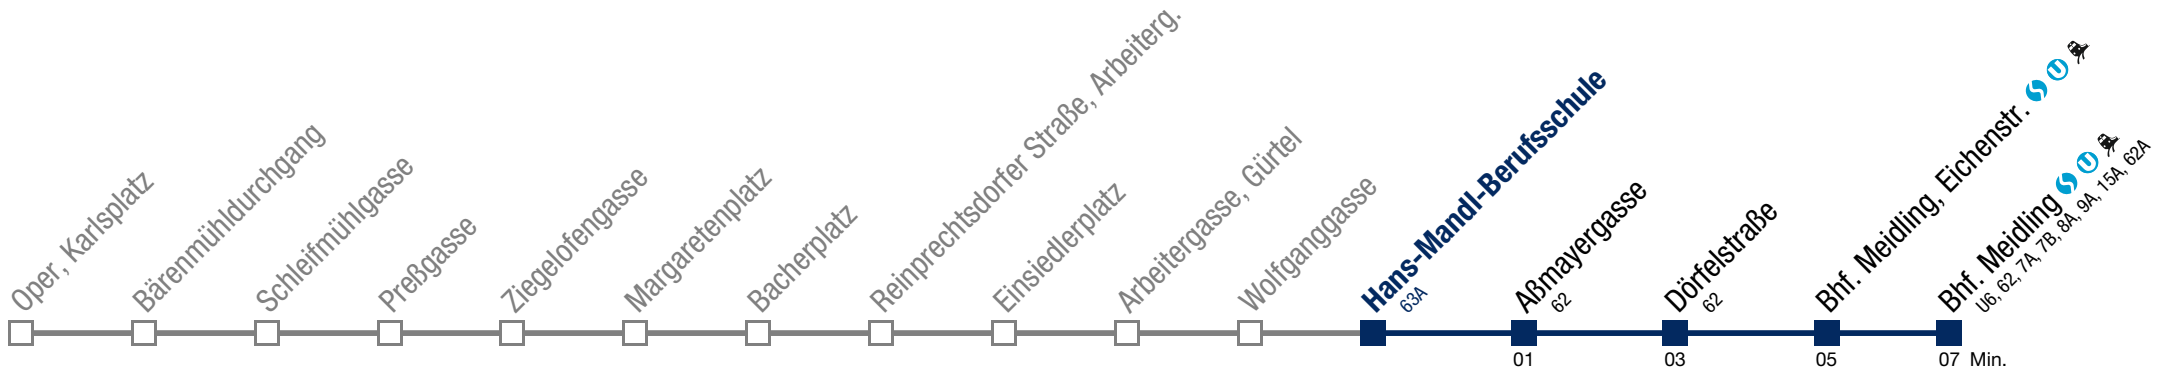 Oper, Karlsplatz
Bärenmühldurchgang
Schleifmühlgasse
Preßgasse
Ziegelofengasse
Margaretenplatz
Bacherplatz
Reinprechtsdorfer Straße, Arbeiterg.
Einsiedlerplatz
Arbeitergasse, Gürtel
Wolfganggasse
Hans-Mandl-Berufsschule
63A
Aßmayergasse
62
Dörfelstraße
62
Bhf. Meidling, Eichenstr. S U
Bhf. Meidling S U
U6, 62, 7A, 7B, 8A, 9A, 15A, 62A
01 03 05 07 Min.